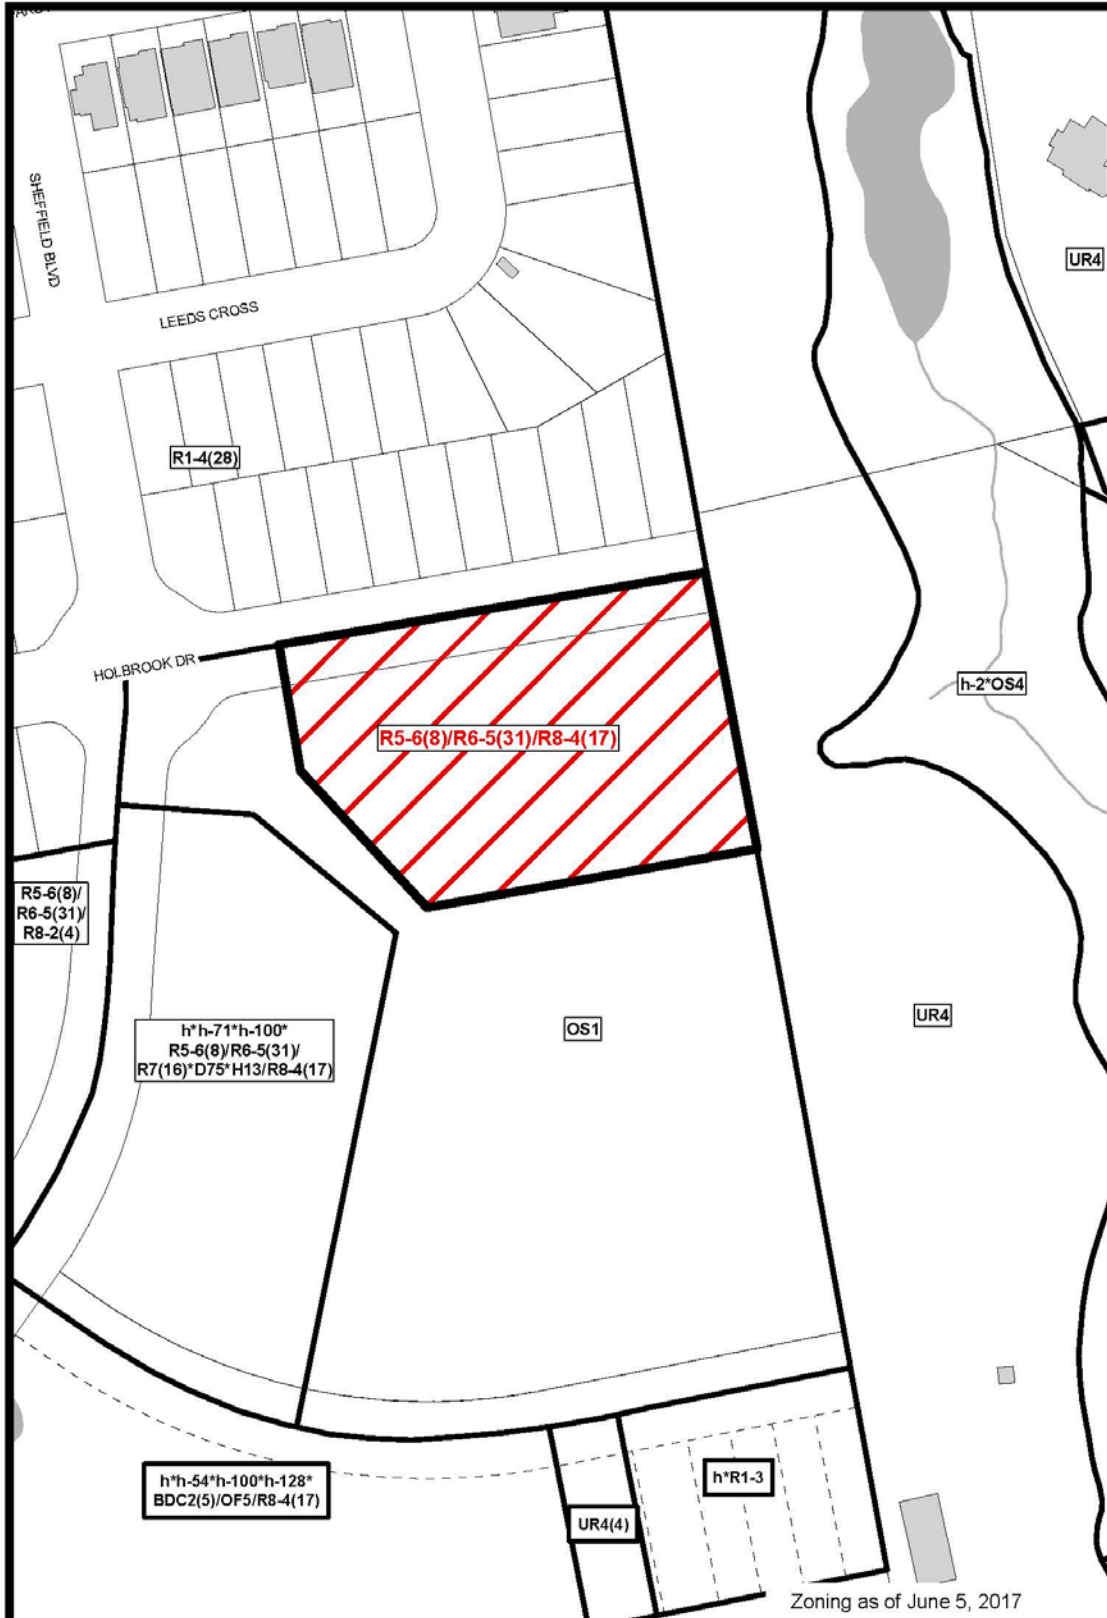 SHEFFIELD BLVD
UR4
LEEDS CROSS
R1-4(28)
HOLBROOK DR
h-2*OS4
R5-6(8)/R6-5(31)/R8-4(17)
R5-6(8)/
R6-5(31)/
R8-2(4)
UR4
OS1
h*h-71*h-100*
R5-6(8)/R6-5(31)/
R7(16)*D75*H13/R8-4(17)
h*h-54*h-100*h-128*
BDC2(5)/OF5/R8-4(17)
h*R1-3
UR4(4)
Zoning as of June 5, 2017